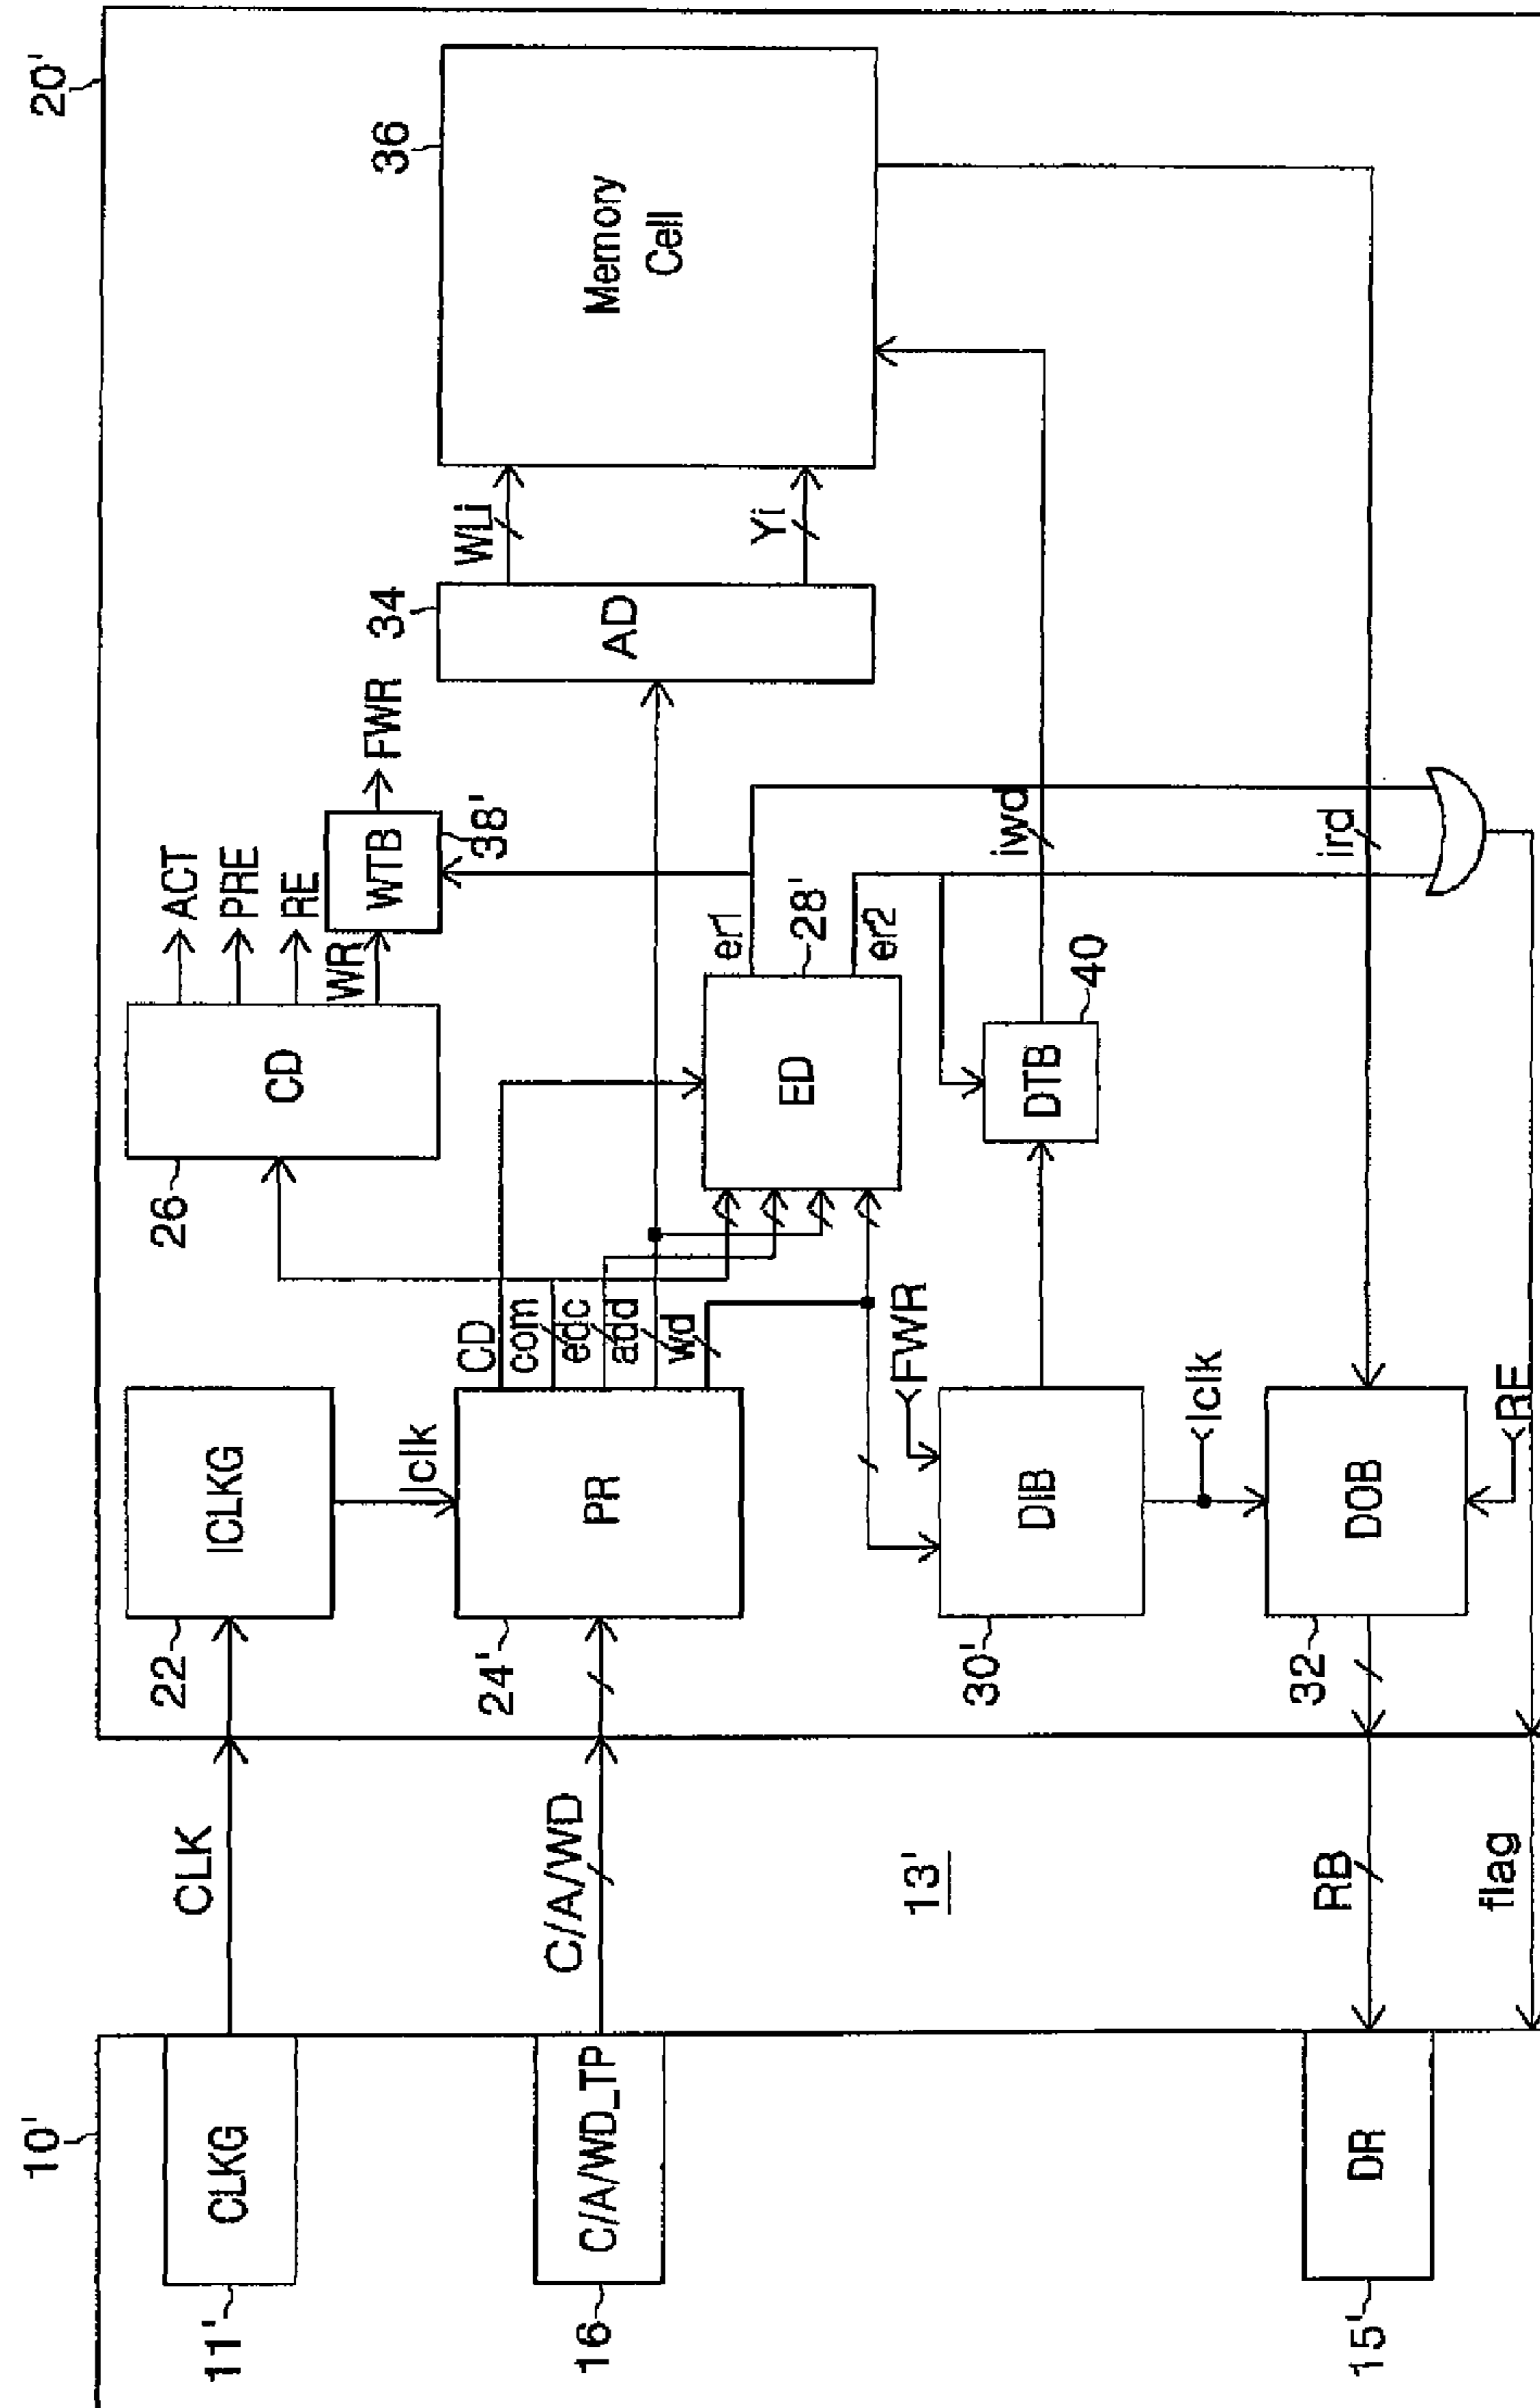 10'
20'
11'
CLKG
CLK
22
ICLKG
Iclk
16
C/A/WD_TP
C/A/WD
24'
PR
CD
com
edc
add
wd
26
CD
ACT
PRE
RE
WR
WTB
38'
FWR
34
AD
WLi
Yi
36
Memory
Cell
ED
28'
er1
er2
13'
FWR
30'
DIB
DTB
40
iwd
Iclk
15'
DR
RB
32
DOB
RE
ird
flag